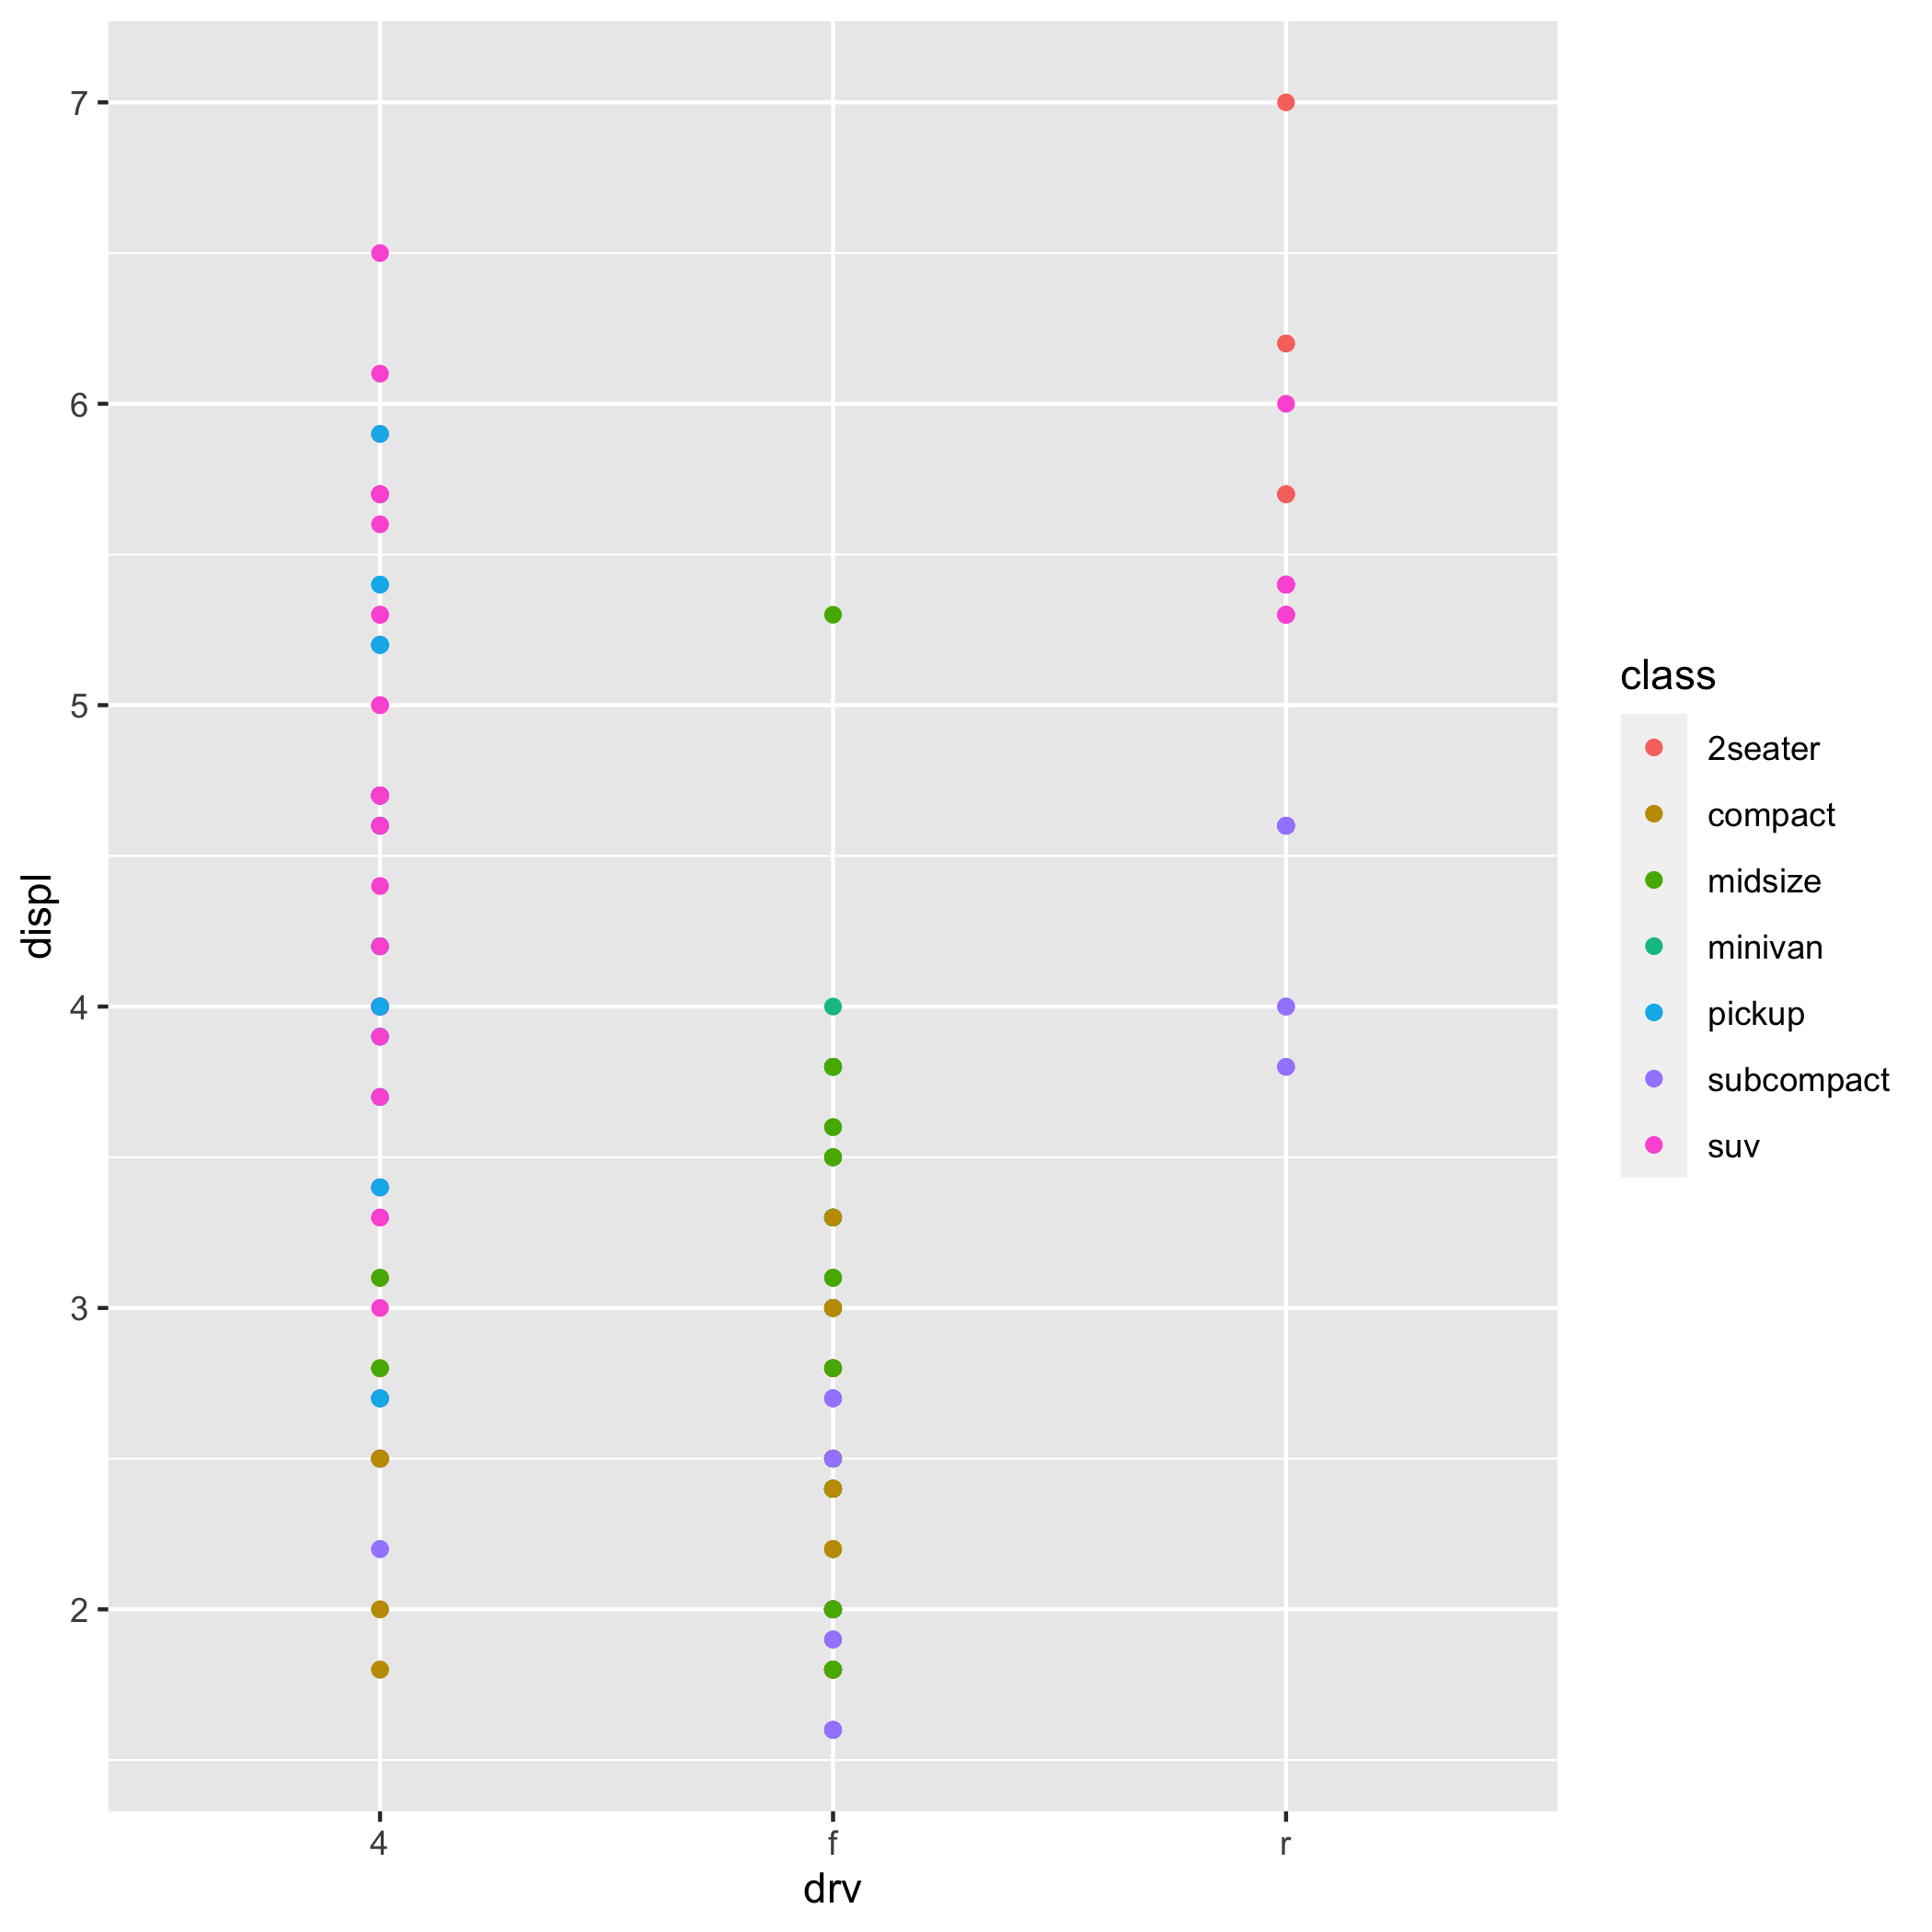 displ
7
6
5
4
3
2
4 f r
drv
class
2seater
compact
midsize
minivan
pickup
subcompact
suv